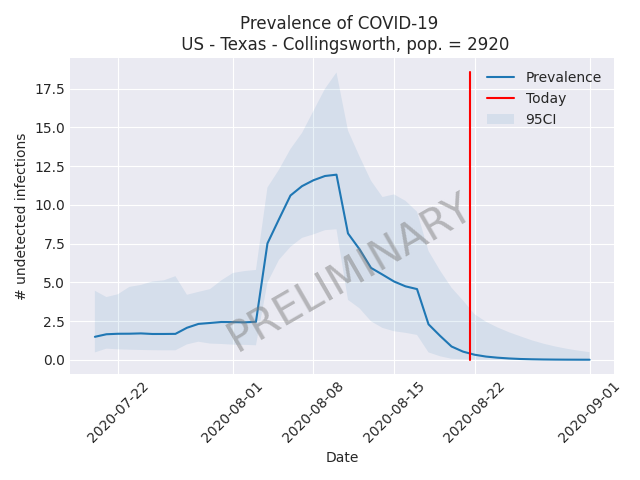 Prevalence of COVID-19
US - Texas - Collingsworth, pop. = 2920
# undetected infections
17.5
15.0
12.5
10.0
7.5
5.0
2.5
0.0
Prevalence
Today
95CI
PRELIMINARY
2020-07-22
2020-08-01
2020-08-08
2020-08-15
2020-08-22
2020-09-01
Date